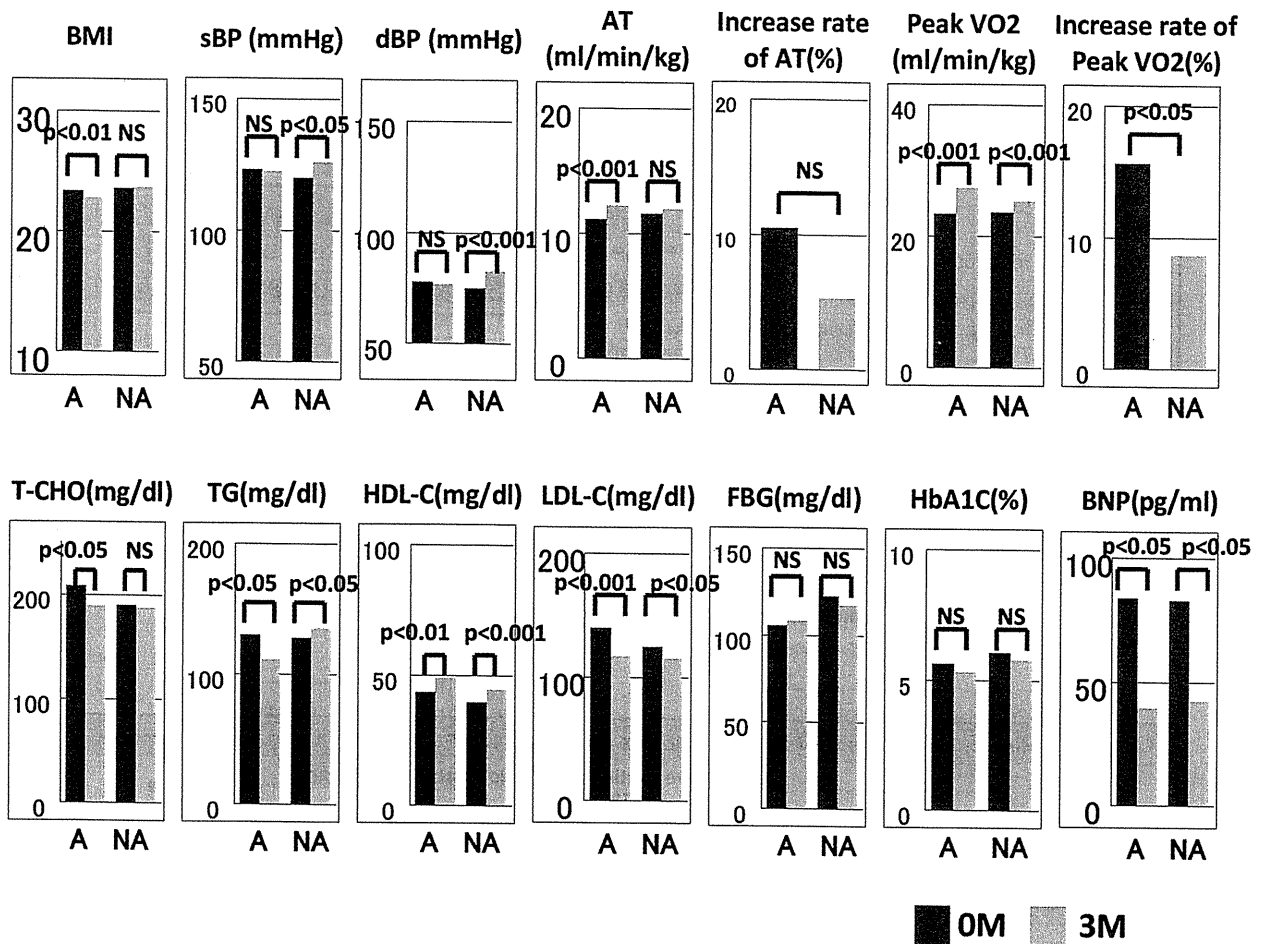 BMI
30
p<0.01 NS
20
10
A NA
sBP (mmHg)
150
NS p<0.05
100
50
A NA
dBP (mmHg)
150
100
NS p<0.001
50
A NA
AT
(ml/min/kg)
20
p<0.001 NS
10
0
A NA
Increase rate
of AT(%)
20
NS
10
0
A NA
Peak VO2
(ml/min/kg)
40
p<0.001 p<0.001
20
0
A NA
Increase rate of
Peak VO2(%)
20
p<0.05
10
0
A NA
T-CHO(mg/dl)
p<0.05 NS
200
100
0
A NA
TG(mg/dl)
200
p<0.05 p<0.05
100
0
A NA
HDL-C(mg/dl)
100
p<0.01 p<0.001
50
0
A NA
LDL-C(mg/dl)
200
p<0.001 p<0.05
100
0
A NA
FBG(mg/dl)
150
NS NS
100
50
0
A NA
HbA1C(%)
10
NS NS
5
0
A NA
BNP(pg/ml)
p<0.05 p<0.05
100
50
0
A NA
0M 3M